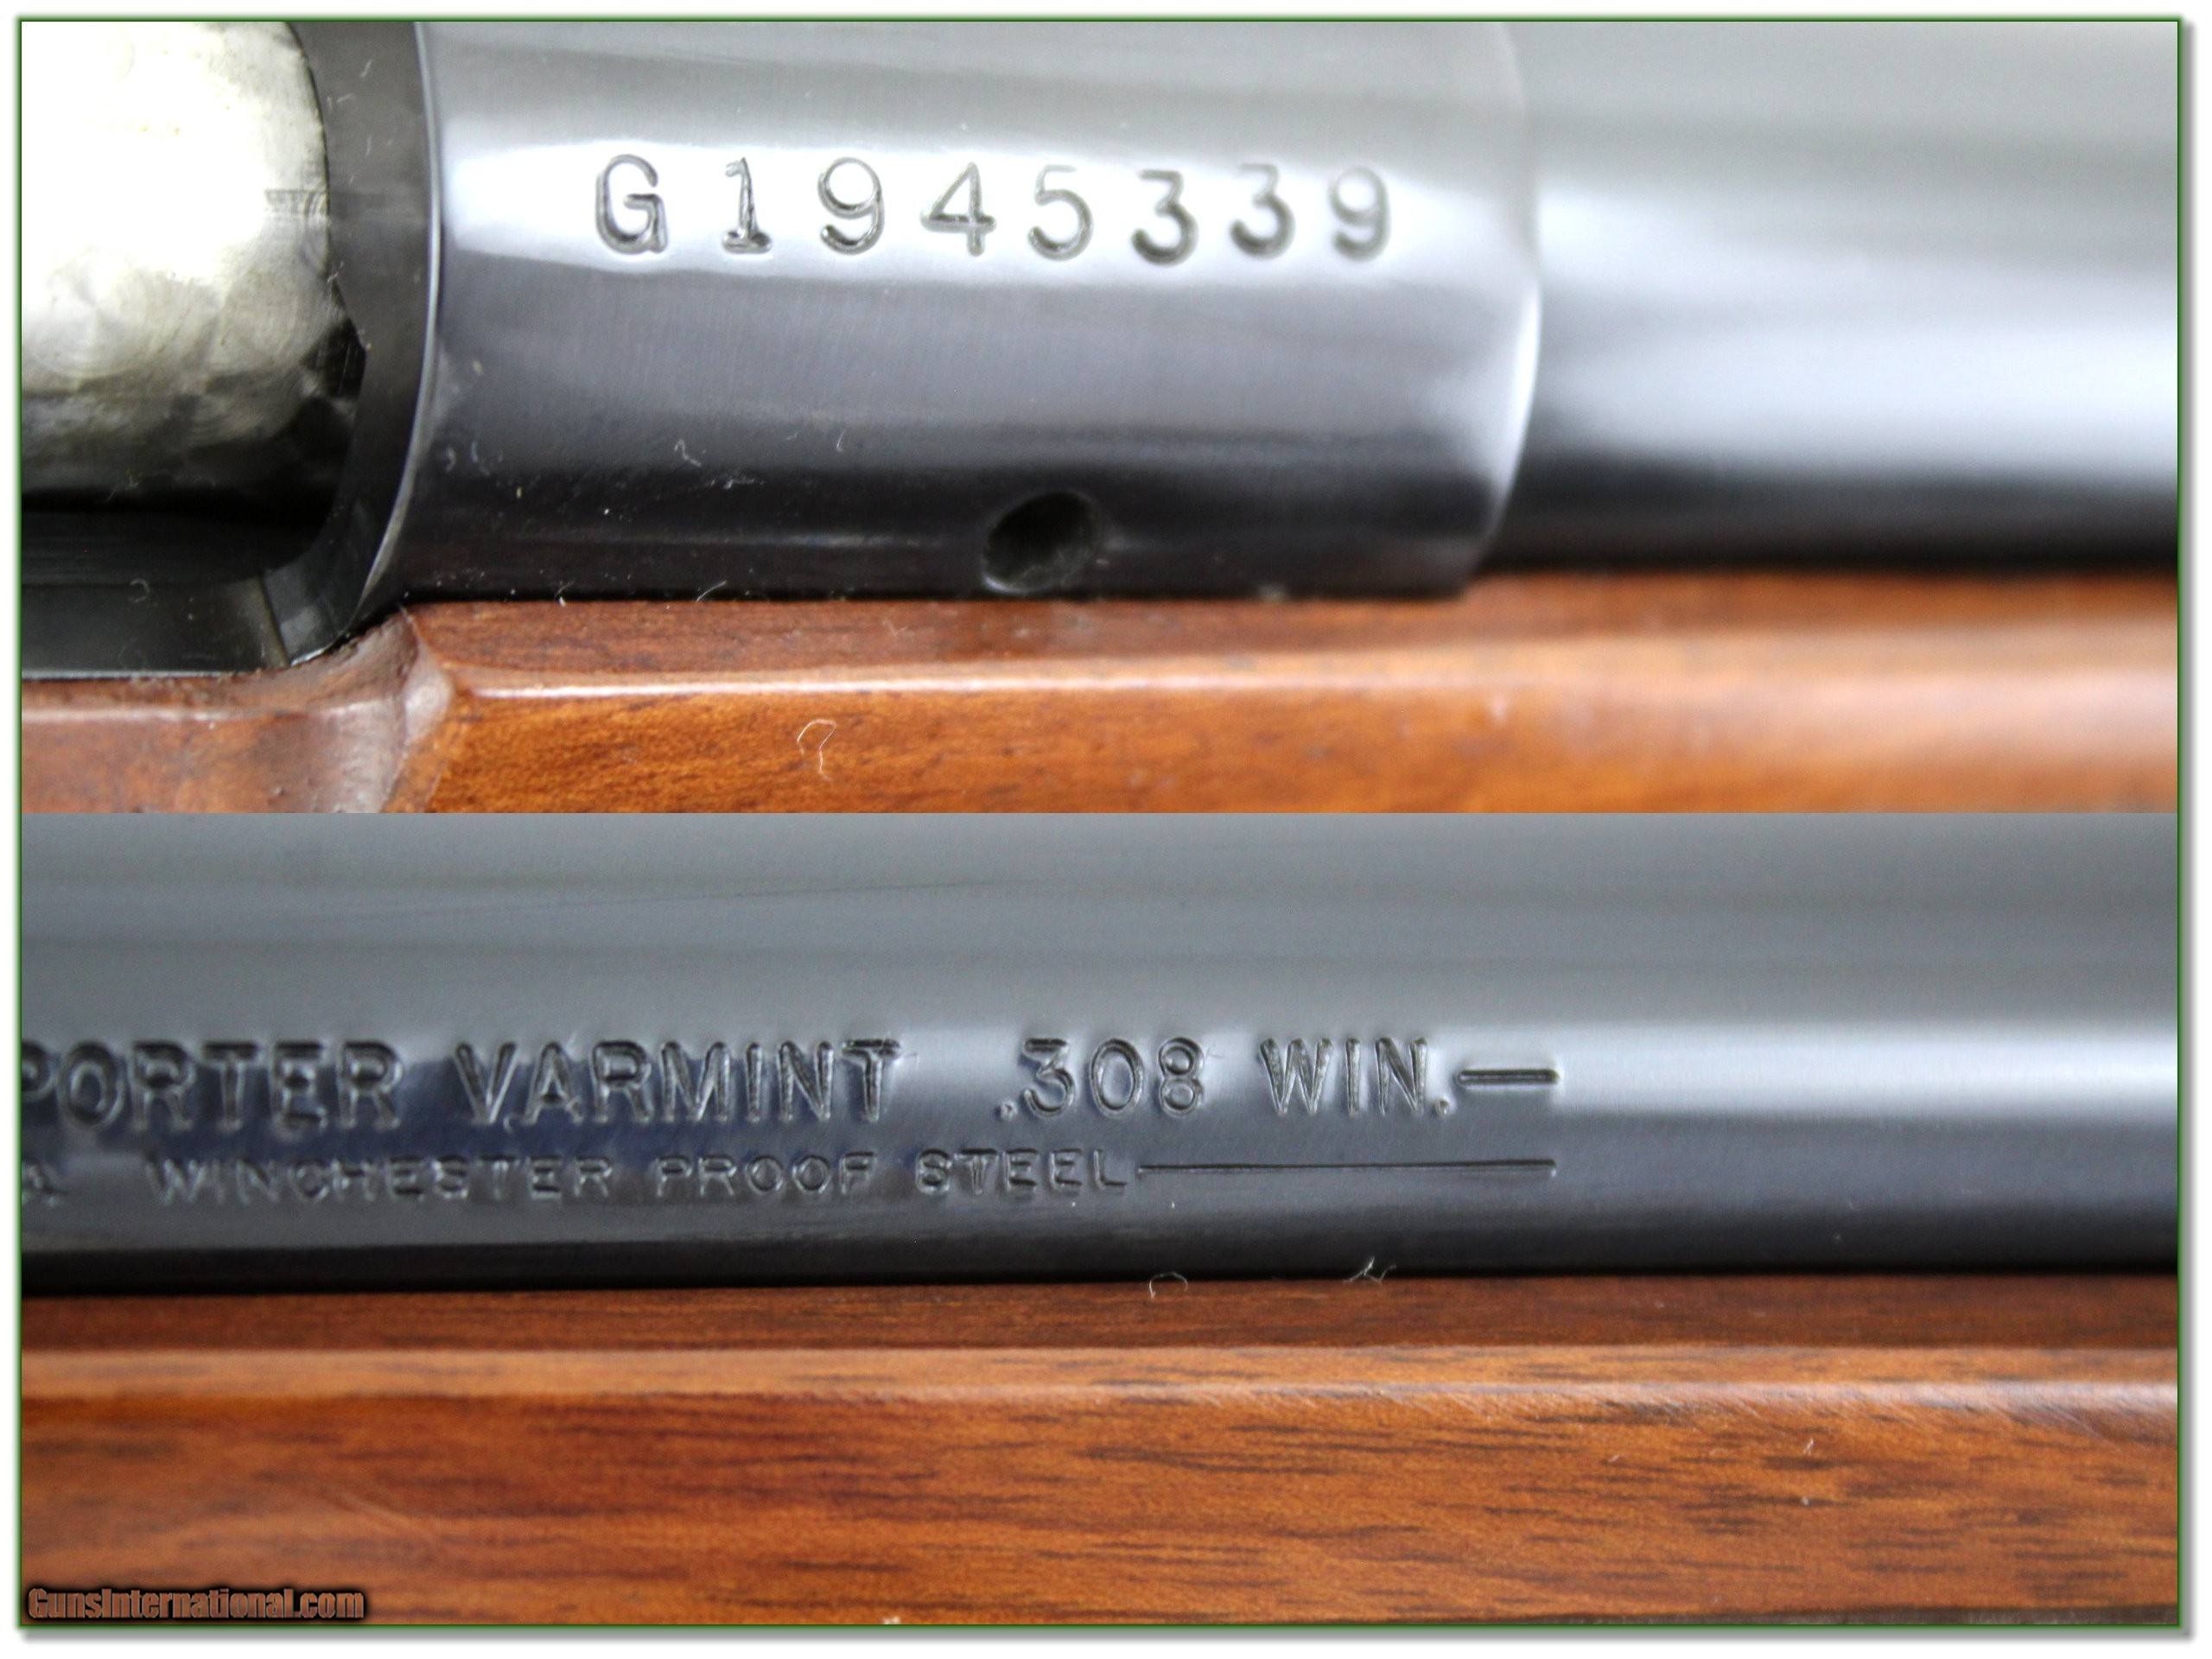 G1945339
PORTER VARMINT .308 WIN.—
A WINCHESTER PROOF STEEL—
GunsInternational.com